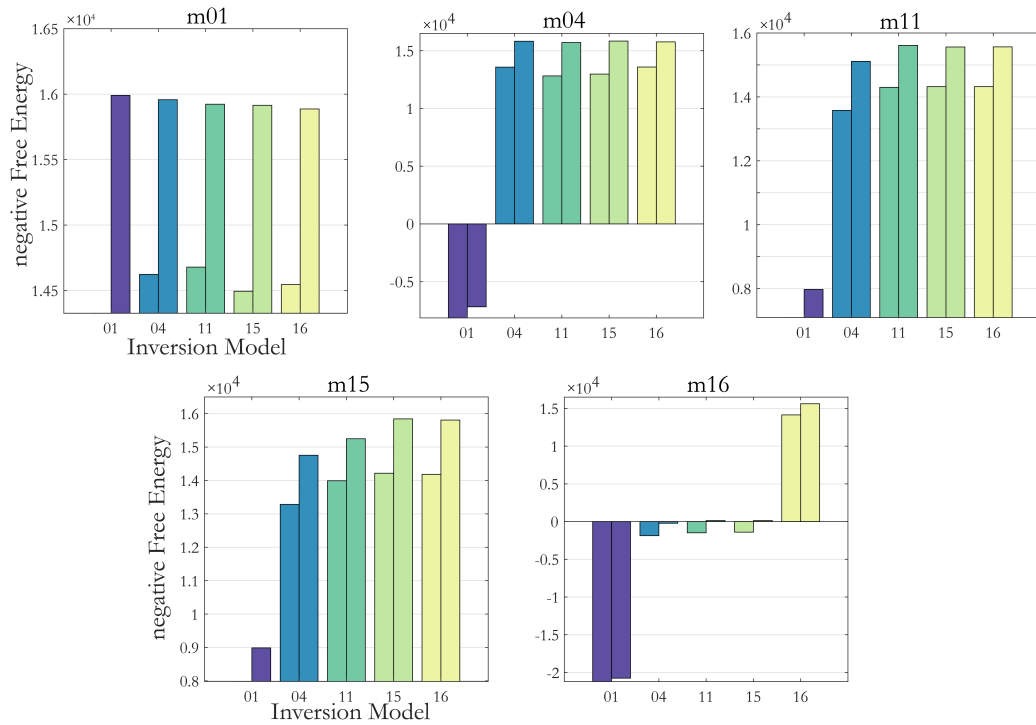 m01
×10⁴
1.65
1.6
1.55
1.5
1.45
negative Free Energy
01 04 11 15 16
Inversion Model
m04
×10⁴
1.5
1
0.5
0
-0.5
01 04 11 15 16
m11
×10⁴
1.6
1.4
1.2
1
0.8
01 04 11 15 16
m15
×10⁴
1.6
1.5
1.4
1.3
1.2
1.1
1
0.9
0.8
negative Free Energy
01 04 11 15 16
Inversion Model
m16
×10⁴
1.5
1
0.5
0
-0.5
-1
-1.5
-2
01 04 11 15 16